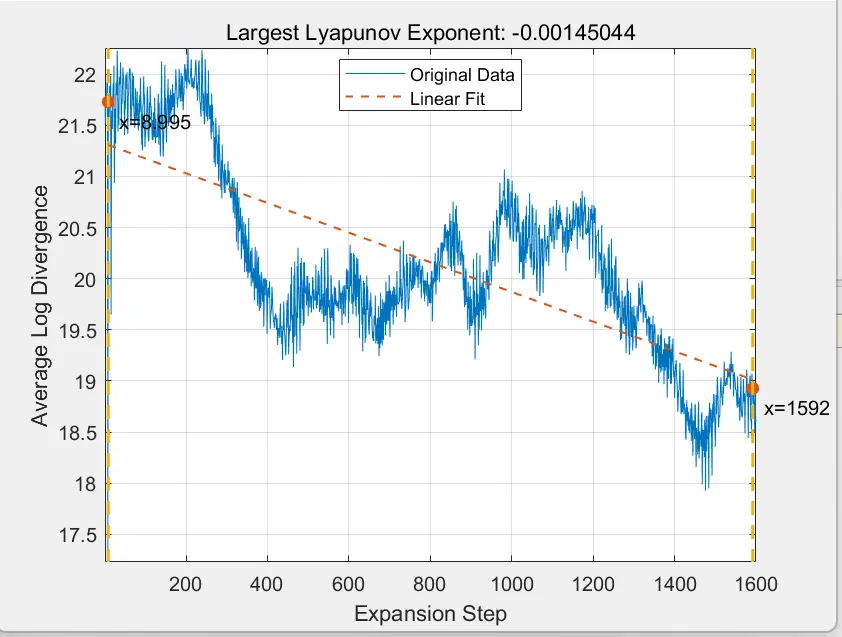 Largest Lyapunov Exponent: -0.00145044
Original Data
Linear Fit
22
21.5
21
20.5
20
19.5
19
18.5
18
17.5
Average Log Divergence
x=8.995
x=1592
200 400 600 800 1000 1200 1400 1600
Expansion Step